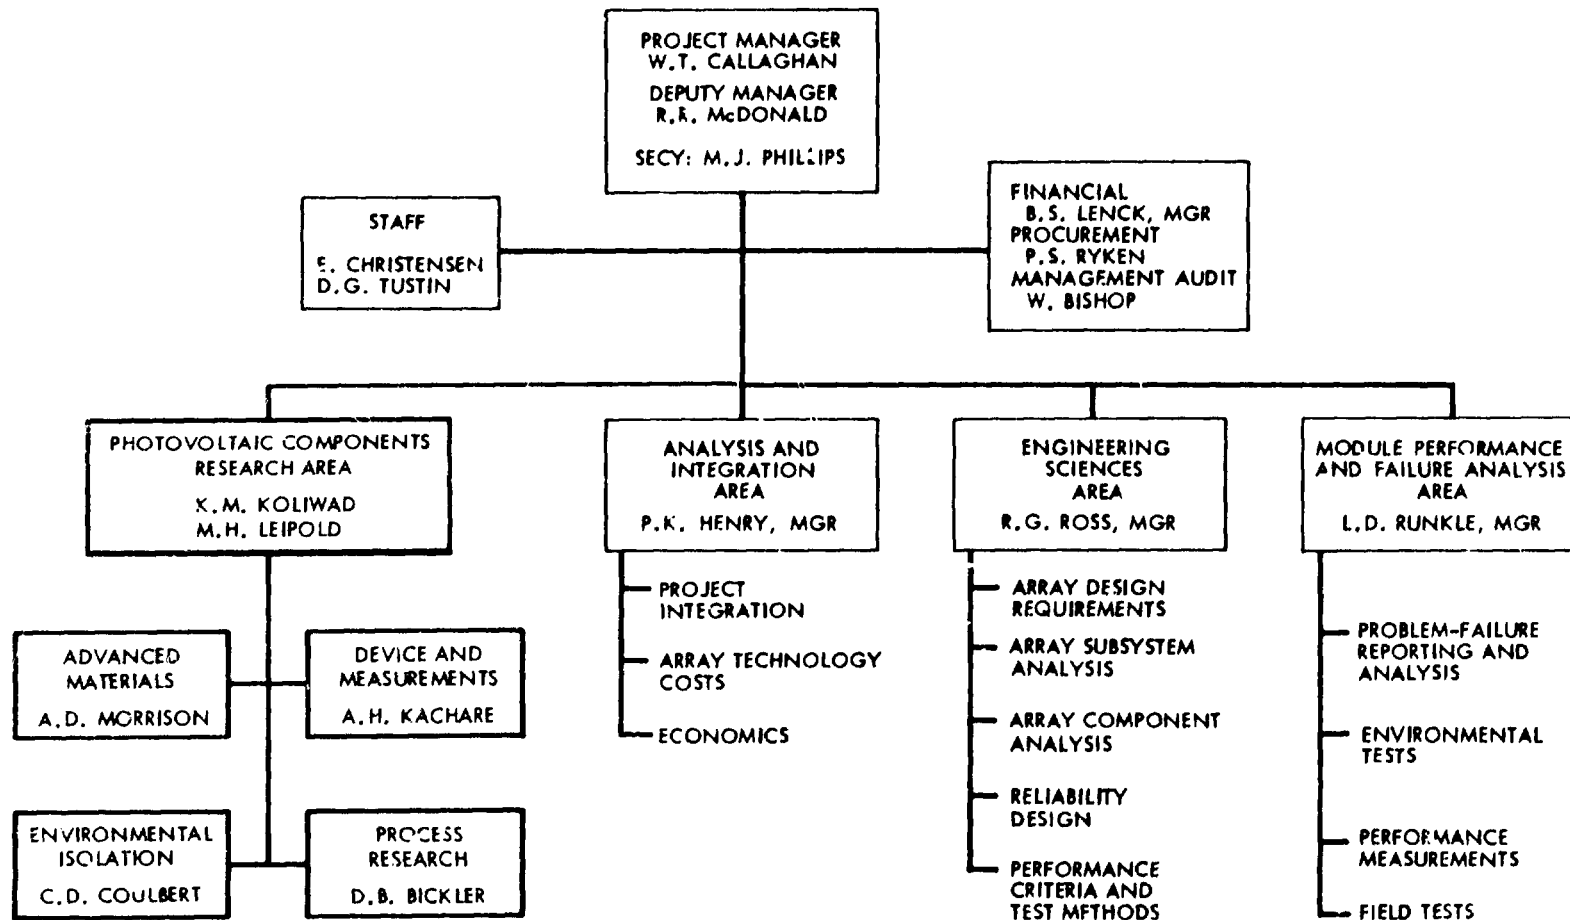 PROJECT MANAGER
W.T. CALLAGHAN
DEPUTY MANAGER
R.R. McDONALD
SECY: M.J. PHILLIPS
STAFF
E. CHRISTENSEN
D.G. TUSTIN
FINANCIAL
B.S. LENCK, MGR
PROCUREMENT
P.S. RYKEN
MANAGEMENT AUDIT
W. BISHOP
PHOTOVOLTAIC COMPONENTS
RESEARCH AREA
K.M. KOLIWAD
M.H. LEIPOLD
ADVANCED
MATERIALS
A.D. MORRISON
DEVICE AND
MEASUREMENTS
A.H. KACHARE
ENVIRONMENTAL
ISOLATION
C.D. COULBERT
PROCESS
RESEARCH
D.B. BICKLER
ANALYSIS AND
INTEGRATION
AREA
P.K. HENRY, MGR
PROJECT
INTEGRATION
ARRAY TECHNOLOGY
COSTS
ECONOMICS
ENGINEERING
SCIENCES
AREA
R.G. ROSS, MGR
ARRAY DESIGN
REQUIREMENTS
ARRAY SUBSYSTEM
ANALYSIS
ARRAY COMPONENT
ANALYSIS
RELIABILITY
DESIGN
PERFORMANCE
CRITERIA AND
TEST METHODS
MODULE PERFORMANCE
AND FAILURE ANALYSIS
AREA
L.D. RUNKLE, MGR
PROBLEM-FAILURE
REPORTING AND
ANALYSIS
ENVIRONMENTAL
TESTS
PERFORMANCE
MEASUREMENTS
FIELD TESTS